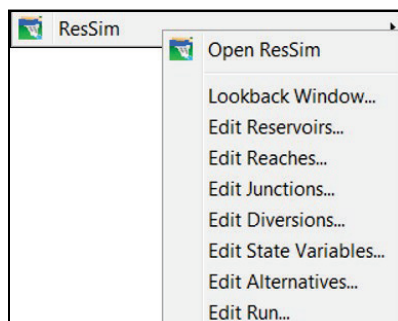 ResSim
Open ResSim
Lookback Window...
Edit Reservoirs...
Edit Reaches...
Edit Junctions...
Edit Diversions...
Edit State Variables...
Edit Alternatives...
Edit Run...